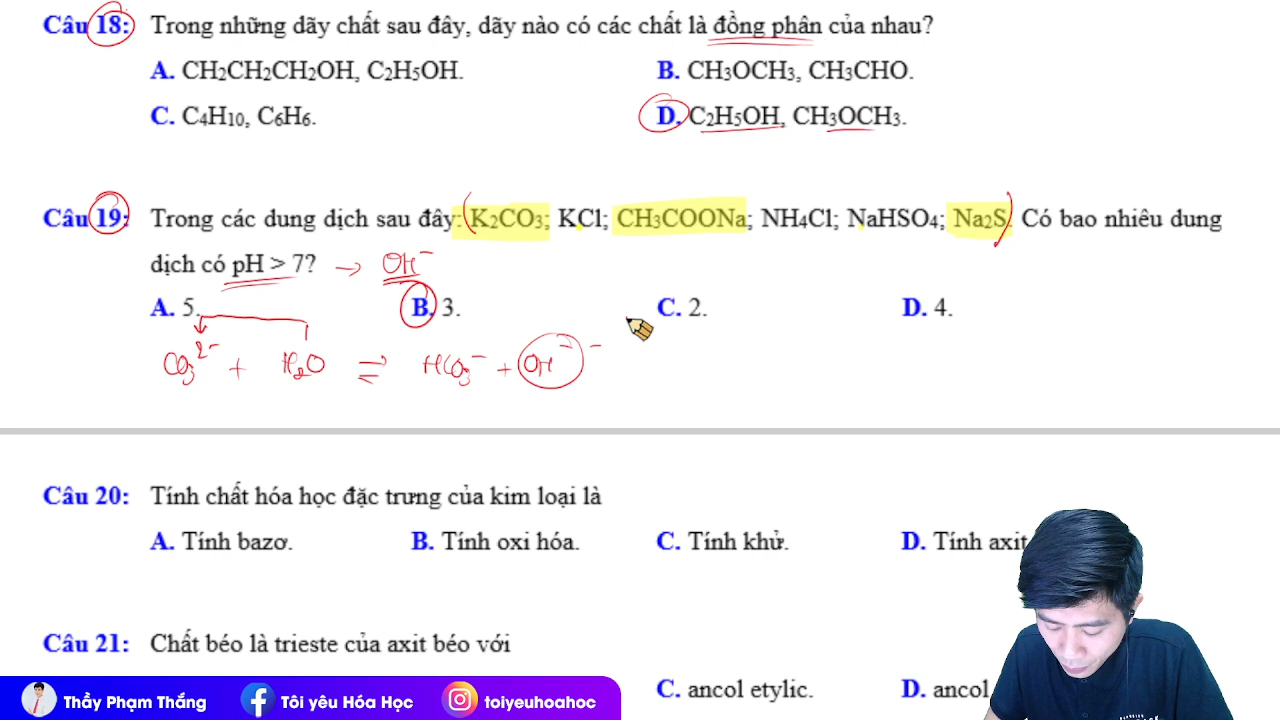 Câu 18: Trong những dãy chất sau đây, dãy nào có các chất là đồng phân của nhau?
A. CH3CH2CH2OH, C2H5OH. B. CH3OCH3, CH3CHO.
C. C4H10, C6H6. D. C2H5OH, CH3OCH3.
Câu 19: Trong các dung dịch sau đây: K2CO3; KCl; CH3COONa; NH4Cl; NaHSO4; Na2S. Có bao nhiêu dung
dịch có pH > 7? → OH⁻
A. 5. B. 3. C. 2. D. 4.
CO3²⁻ + H2O ⇌ HCO3⁻ + OH⁻
Câu 20: Tính chất hóa học đặc trưng của kim loại là
A. Tính bazơ. B. Tính oxi hóa. C. Tính khử. D. Tính axit
Câu 21: Chất béo là trieste của axit béo với
C. ancol etylic. D. ancol
Thầy Phạm Thắng Tôi yêu Hóa Học toiyeuhoahoc